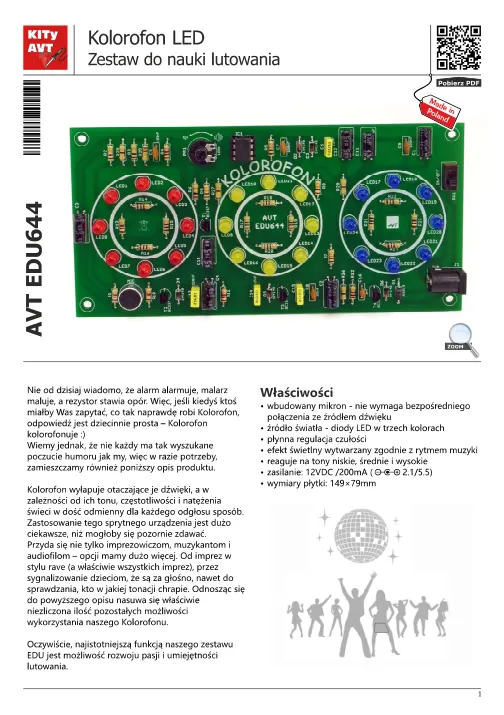 KITy
AVT
Kolorofon LED
Zestaw do nauki lutowania
Pobierz PDF
Made in
Poland
AVT EDU644
KOLOROFON
AVT
EDU644
ZOOM
Nie od dzisiaj wiadomo, że alarm alarmuje, malarz
maluje, a rezystor stawia opór. Więc, jeśli kiedyś ktoś
miałby Was zapytać, co tak naprawdę robi Kolorofon,
odpowiedź jest dziecinnie prosta – Kolorofon
kolorofonuje :)
Wiemy jednak, że nie każdy ma tak wyszukane
poczucie humoru jak my, więc w razie potrzeby,
zamieszczamy również poniższy opis produktu.
Kolorofon wyłapuje otaczające je dźwięki, a w
zależności od ich tonu, częstotliwości i natężenia
świeci w dość odmienny dla każdego odgłosu sposób.
Zastosowanie tego sprytnego urządzenia jest dużo
ciekawsze, niż mogłoby się pozornie zdawać.
Przyda się nie tylko imprezowiczom, muzykantom i
audiofilom – opcji mamy dużo więcej. Od imprez w
stylu rave (a właściwie wszystkich imprez), przez
sygnalizowanie dzieciom, że są za głośno, nawet do
sprawdzania, kto w jakiej tonacji chrapie. Odnosząc się
do powyższego opisu nasuwa się właściwie
niezliczona ilość pozostałych możliwości
wykorzystania naszego Kolorofonu.
Oczywiście, najistotniejszą funkcją naszego zestawu
EDU jest możliwość rozwoju pasji i umiejętności
lutowania.
Właściwości
• wbudowany mikron - nie wymaga bezpośredniego
połączenia ze źródłem dźwięku
• źródło światła - diody LED w trzech kolorach
• płynna regulacja czułości
• efekt świetlny wytwarzany zgodnie z rytmem muzyki
• reaguje na tony niskie, średnie i wysokie
• zasilanie: 12VDC /200mA ( 2.1/5.5)
• wymiary płytki: 149×79mm
1